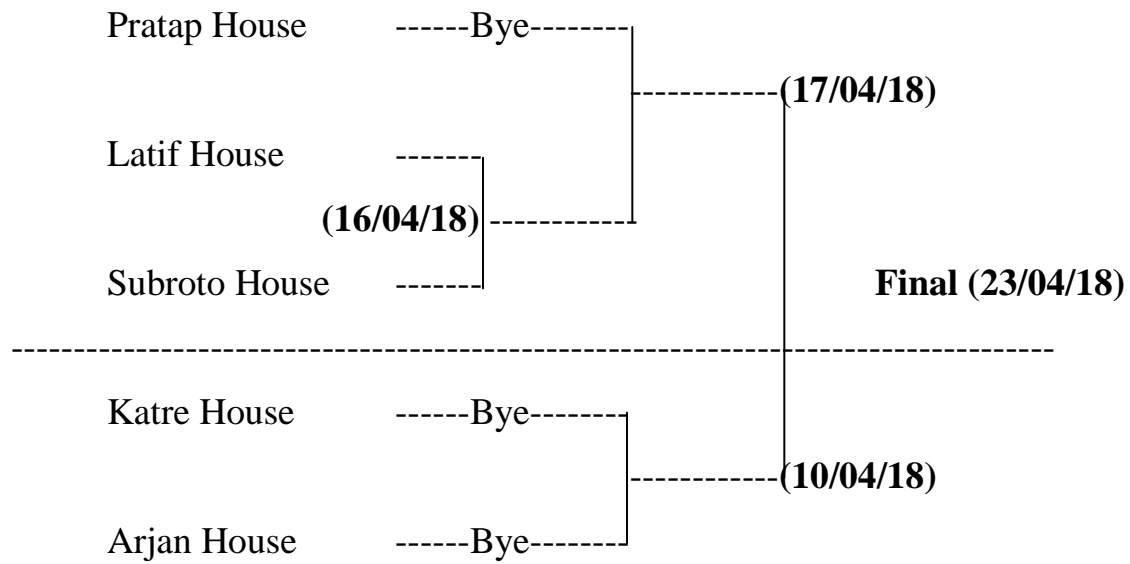 Pratap House ------Bye--------
-----------(17/04/18)
Latif House -------
(16/04/18) -----------
Subroto House ------- Final (23/04/18)
Katre House ------Bye--------
-----------(10/04/18)
Arjan House ------Bye--------